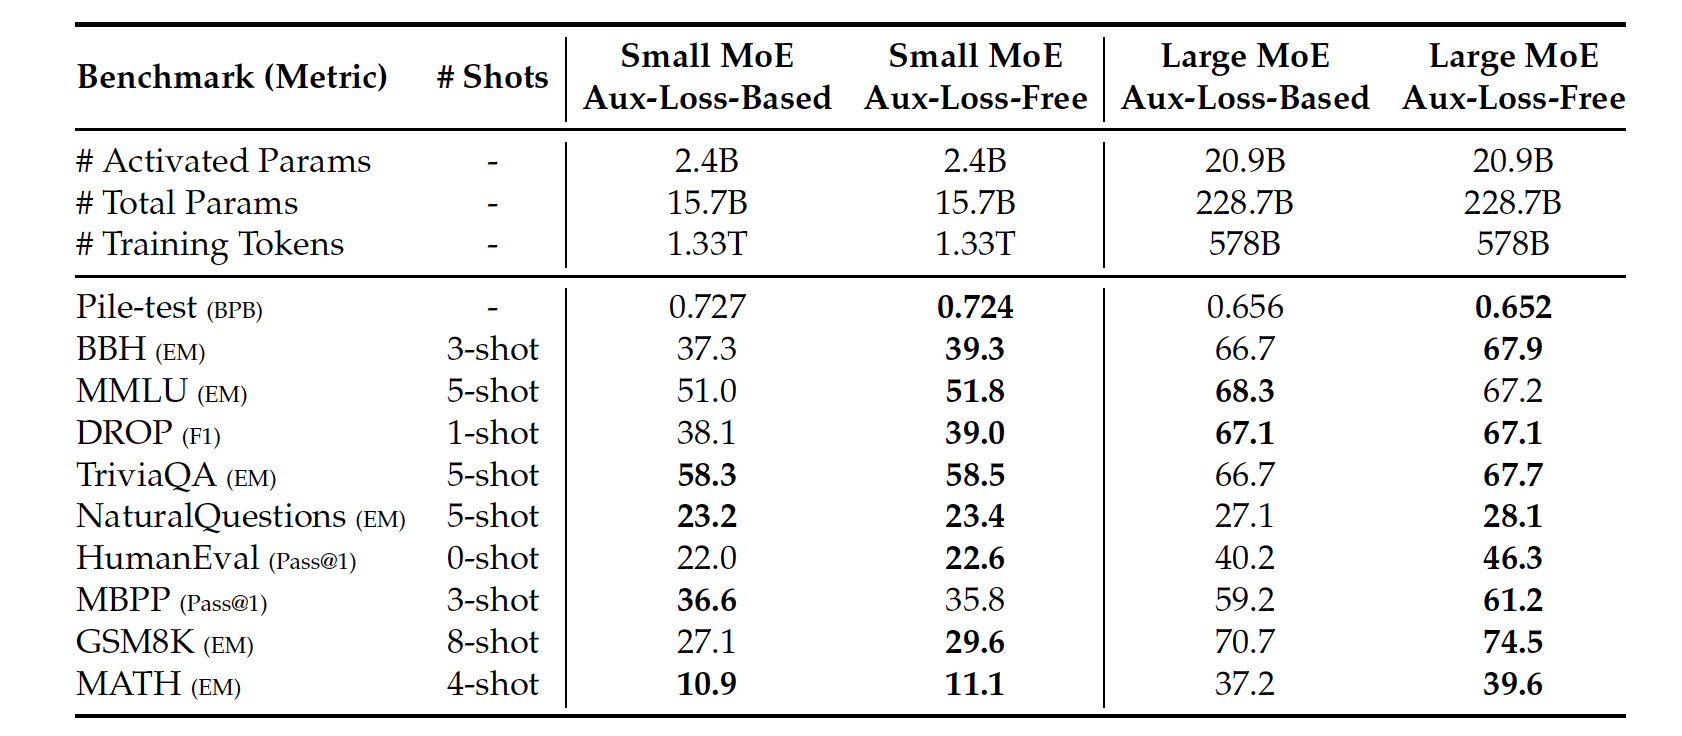 Benchmark (Metric) # Shots Small MoE Aux-Loss-Based Small MoE Aux-Loss-Free Large MoE Aux-Loss-Based Large MoE Aux-Loss-Free
# Activated Params - 2.4B 2.4B 20.9B 20.9B
# Total Params - 15.7B 15.7B 228.7B 228.7B
# Training Tokens - 1.33T 1.33T 578B 578B
Pile-test (BPB) - 0.727 0.724 0.656 0.652
BBH (EM) 3-shot 37.3 39.3 66.7 67.9
MMLU (EM) 5-shot 51.0 51.8 68.3 67.2
DROP (F1) 1-shot 38.1 39.0 67.1 67.1
TriviaQA (EM) 5-shot 58.3 58.5 66.7 67.7
NaturalQuestions (EM) 5-shot 23.2 23.4 27.1 28.1
HumanEval (Pass@1) 0-shot 22.0 22.6 40.2 46.3
MBPP (Pass@1) 3-shot 36.6 35.8 59.2 61.2
GSM8K (EM) 8-shot 27.1 29.6 70.7 74.5
MATH (EM) 4-shot 10.9 11.1 37.2 39.6